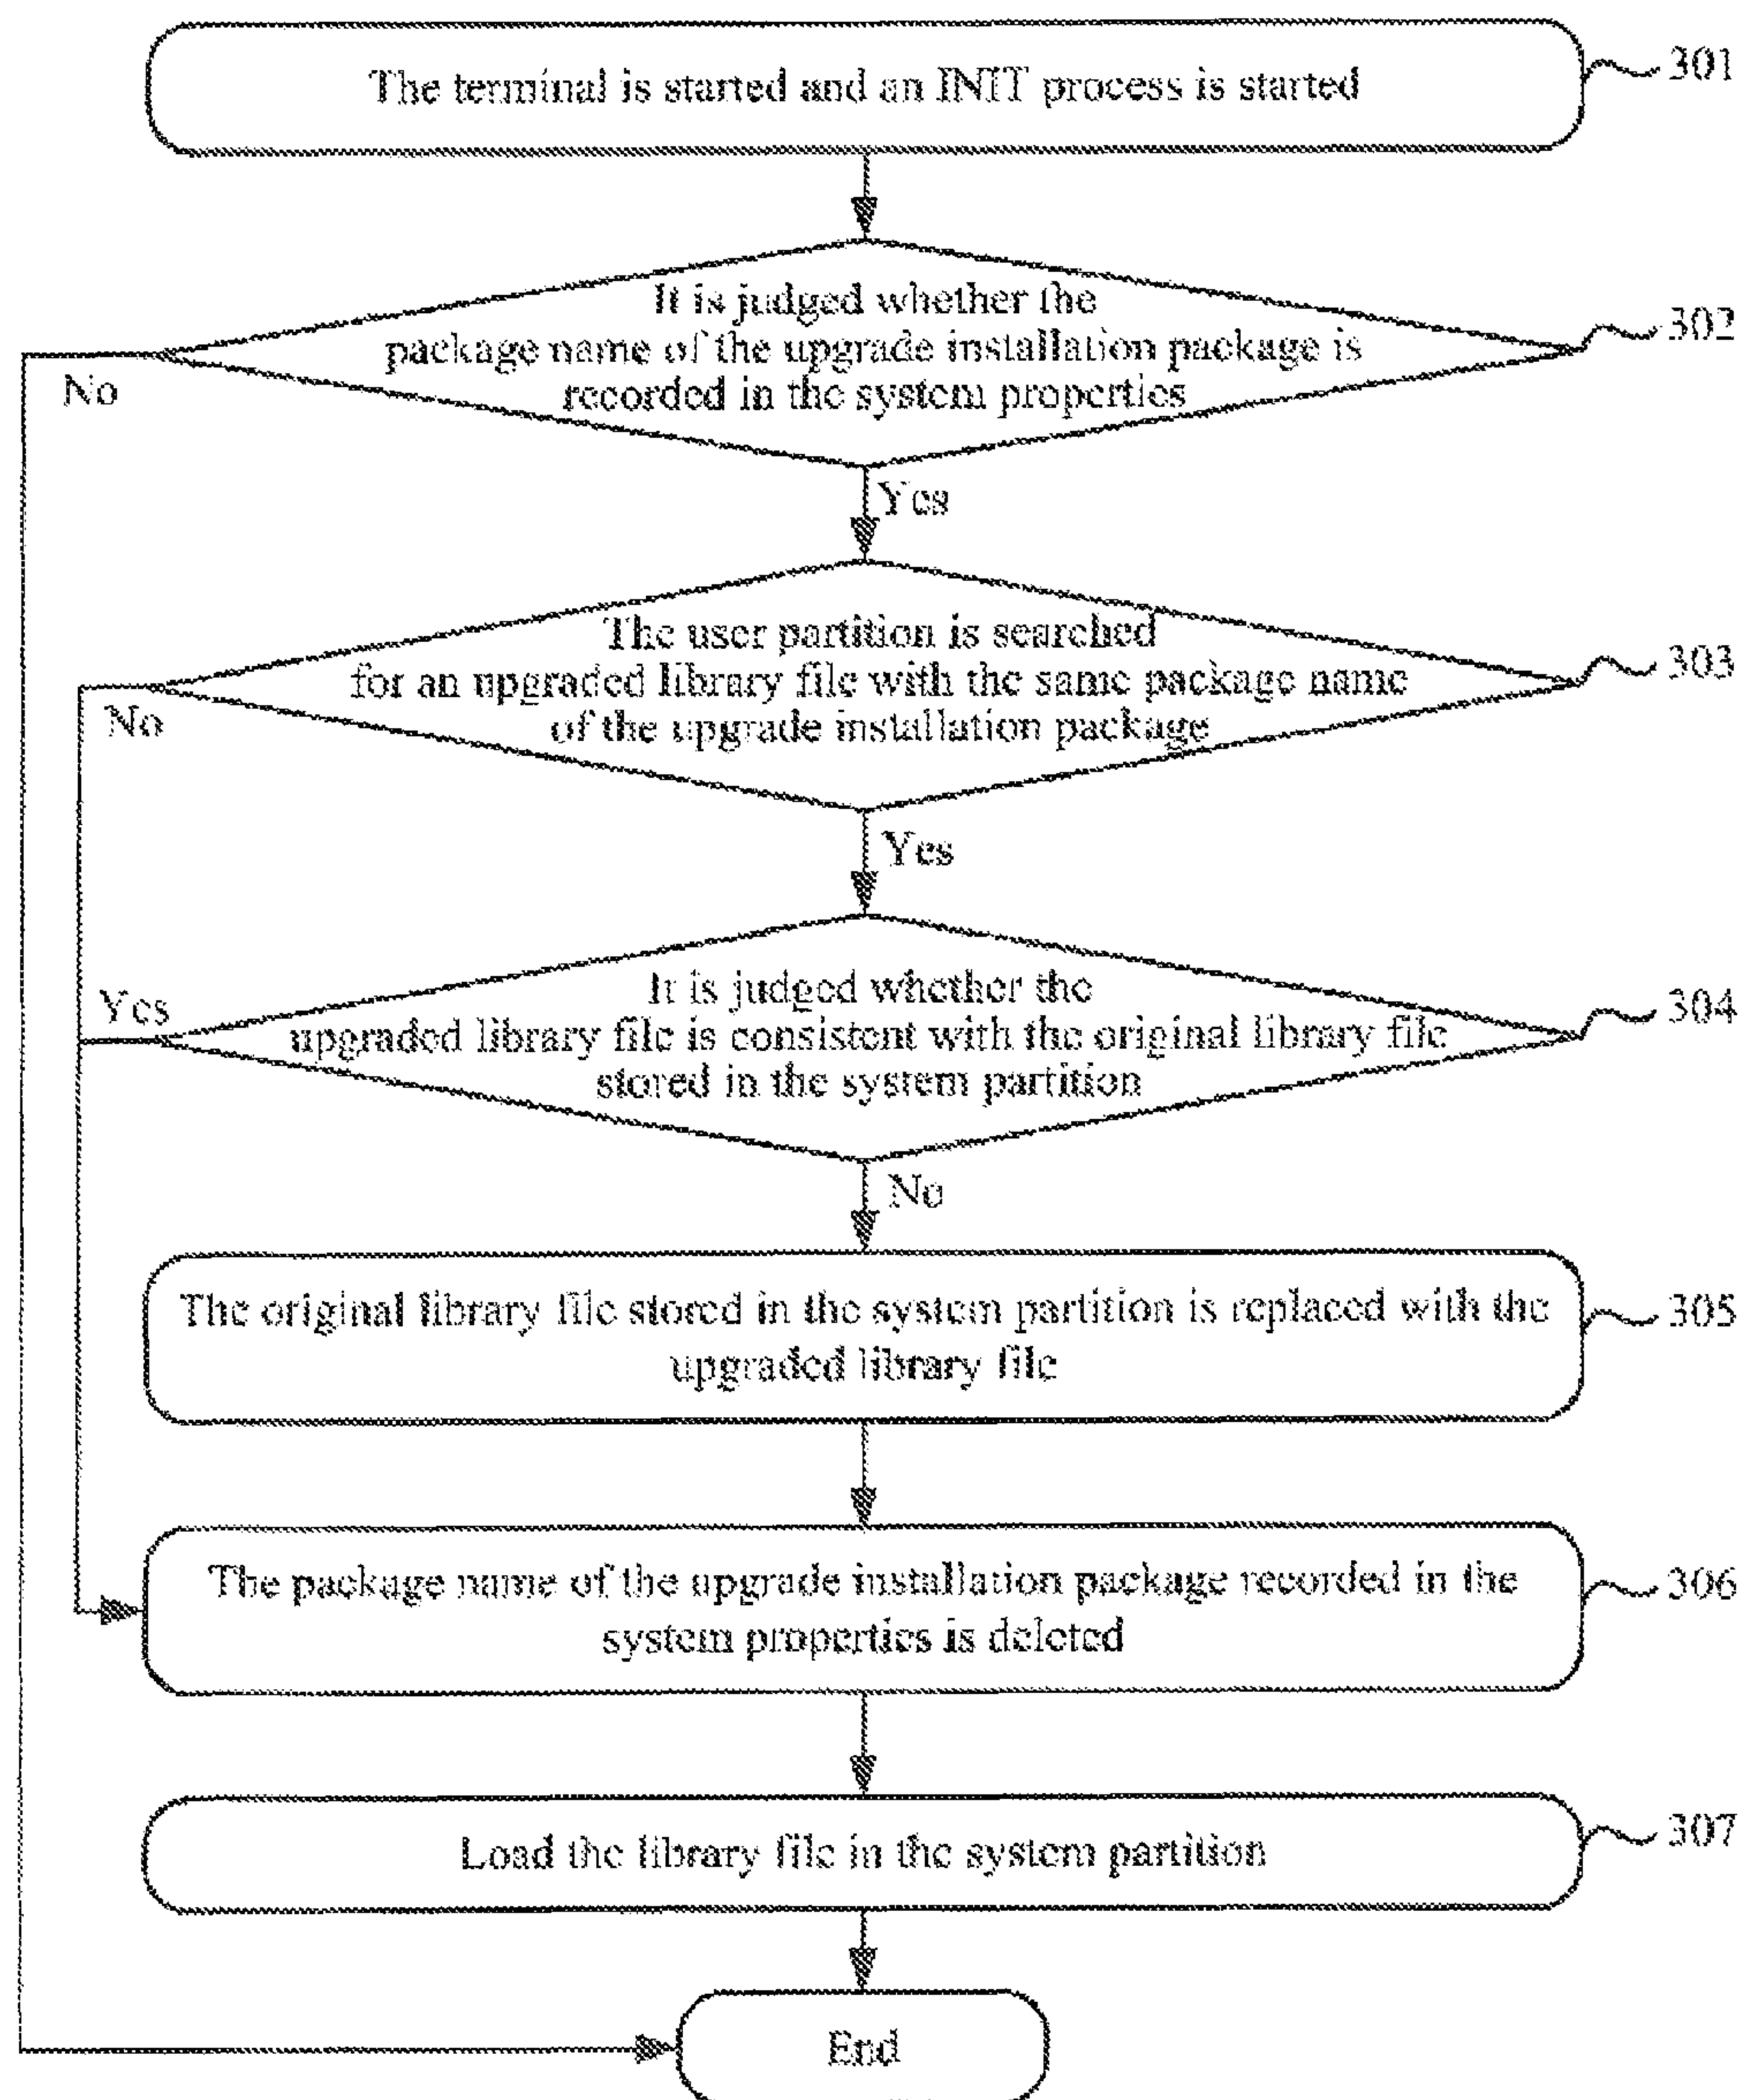 The terminal is started and an INIT process is started
301
It is judged whether the
package name of the upgrade installation package is
recorded in the system properties
302
No
Yes
The user partition is searched
for an upgraded library file with the same package name
of the upgrade installation package
303
No
Yes
It is judged whether the
upgraded library file is consistent with the original library file
stored in the system partition
304
Yes
No
The original library file stored in the system partition is replaced with the
upgraded library file
305
The package name of the upgrade installation package recorded in the
system properties is deleted
306
Load the library file in the system partition
307
End